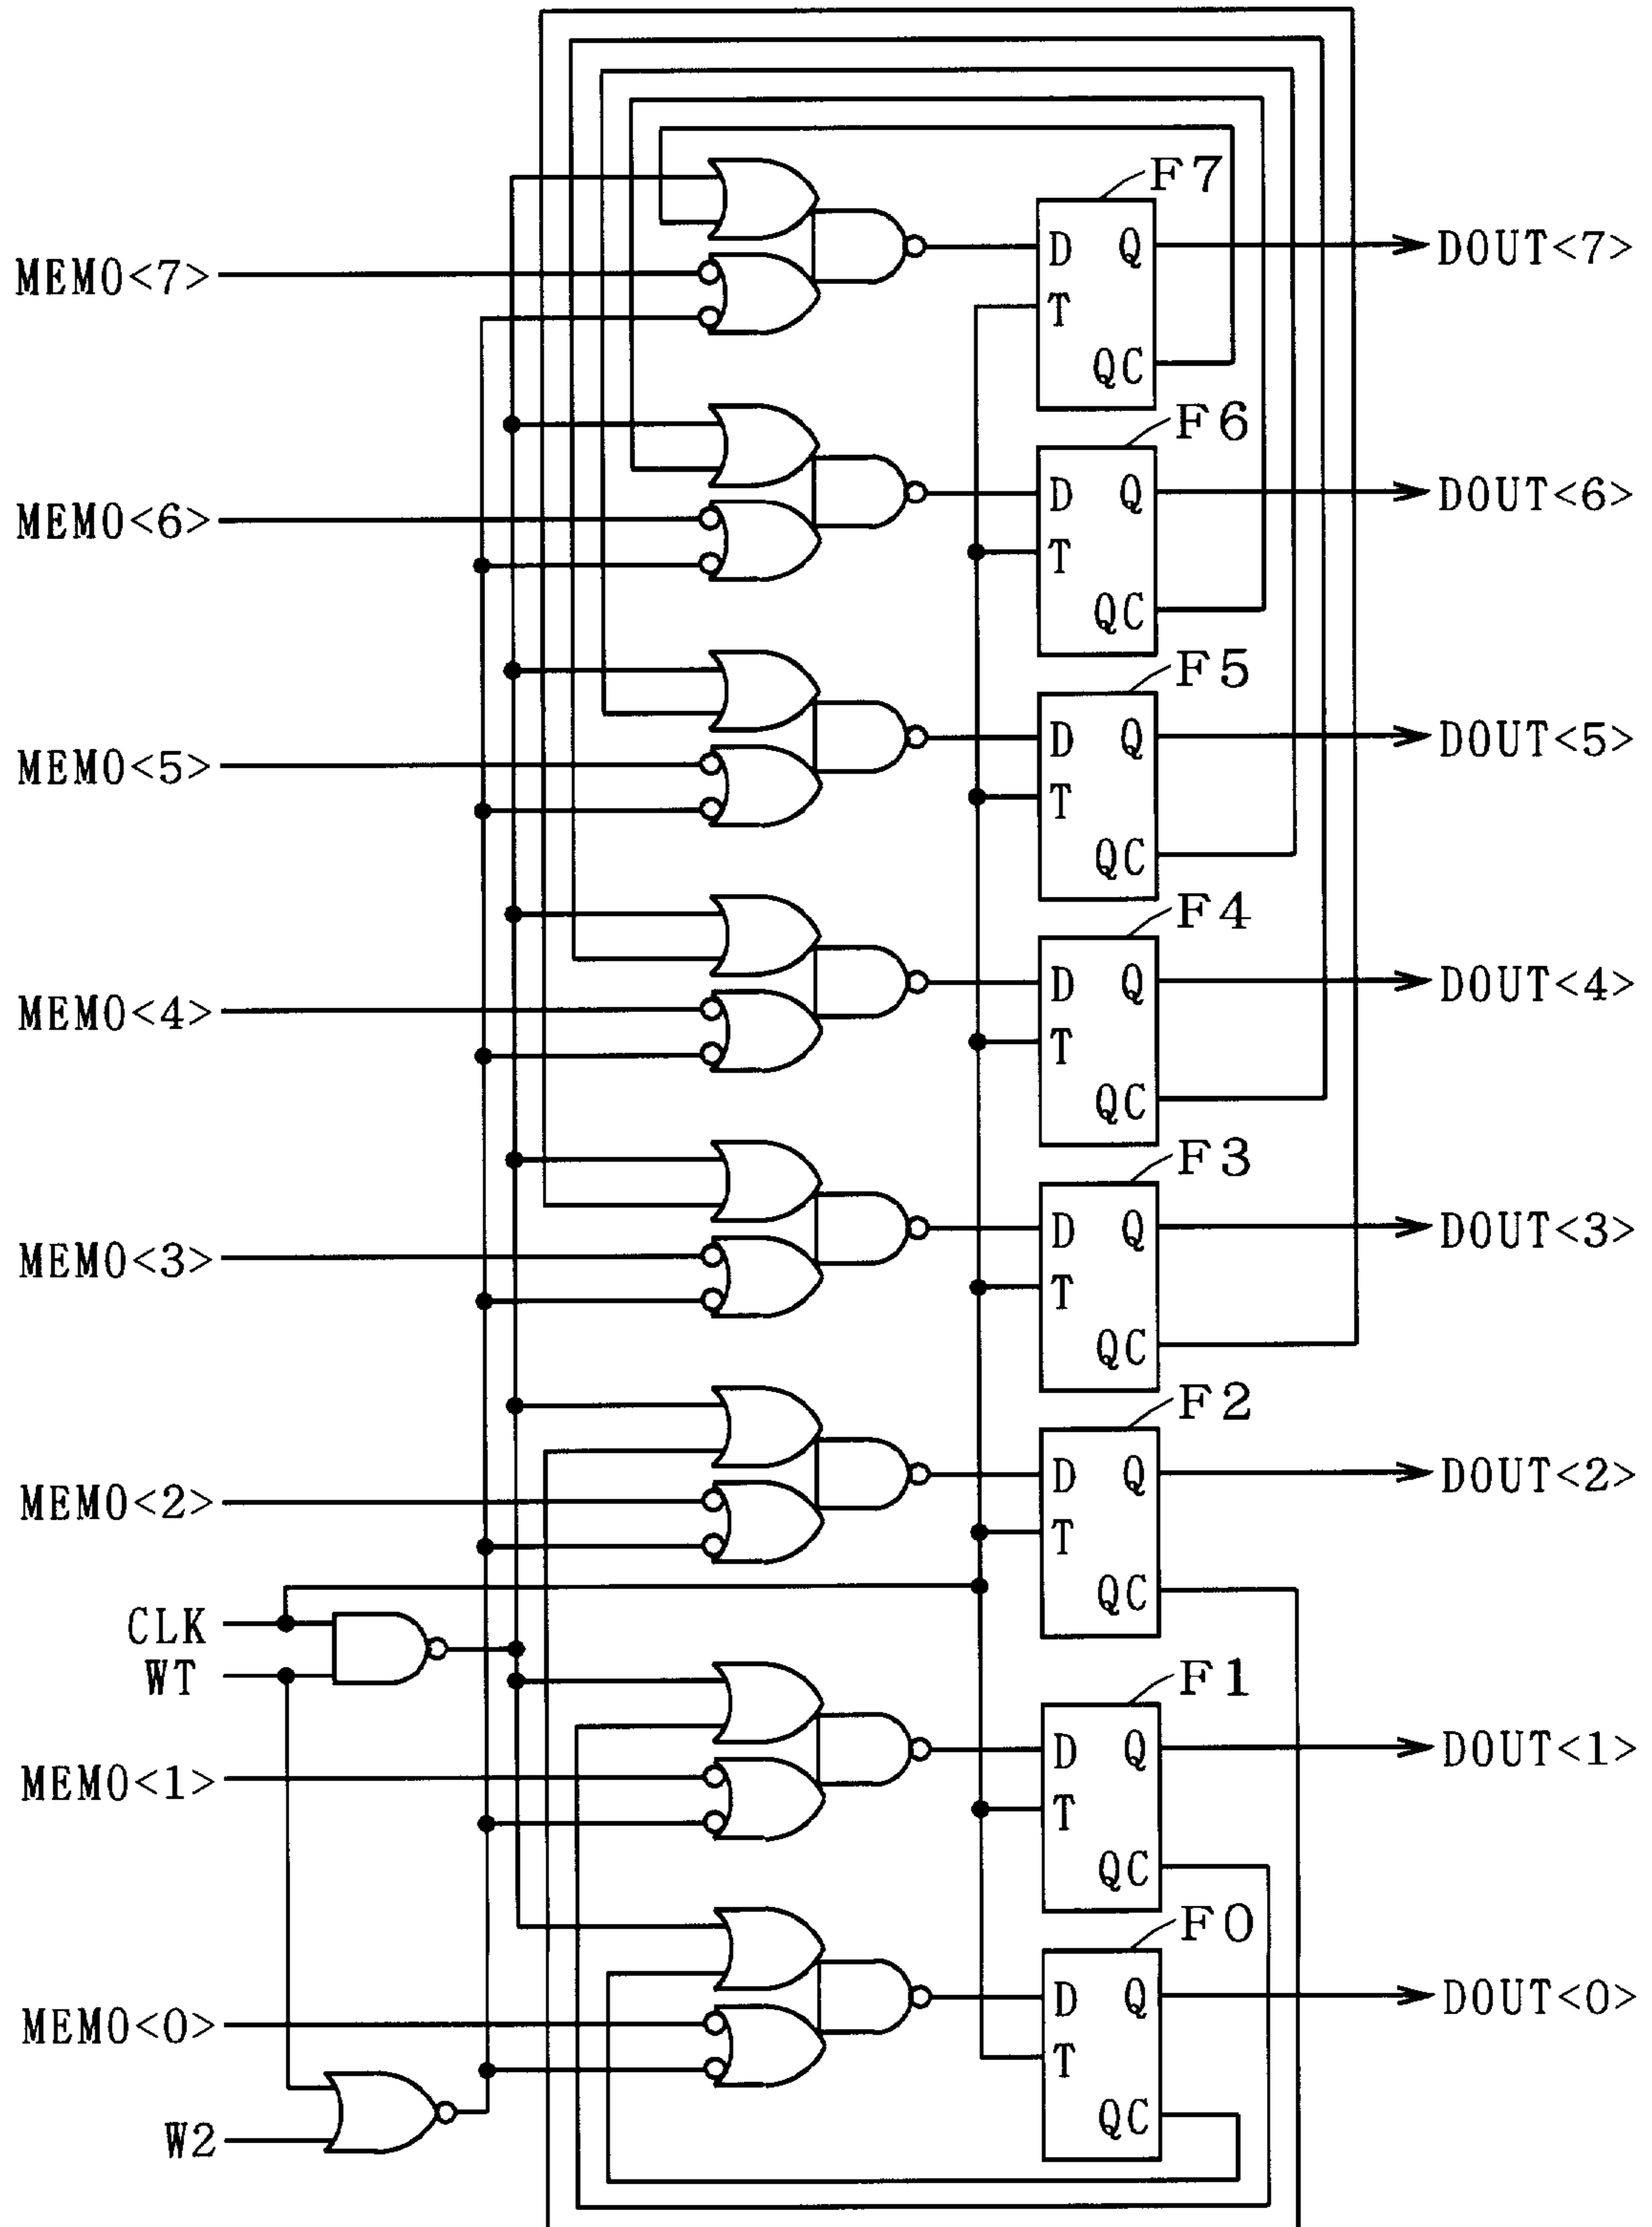 F7
MEMO<7>
D Q
T
QC
DOUT<7>
F6
MEMO<6>
D Q
T
QC
DOUT<6>
F5
MEMO<5>
D Q
T
QC
DOUT<5>
F4
MEMO<4>
D Q
T
QC
DOUT<4>
F3
MEMO<3>
D Q
T
QC
DOUT<3>
F2
MEMO<2>
D Q
T
QC
DOUT<2>
CLK
WT
F1
MEMO<1>
D Q
T
QC
DOUT<1>
F0
MEMO<0>
D Q
T
QC
DOUT<0>
W2